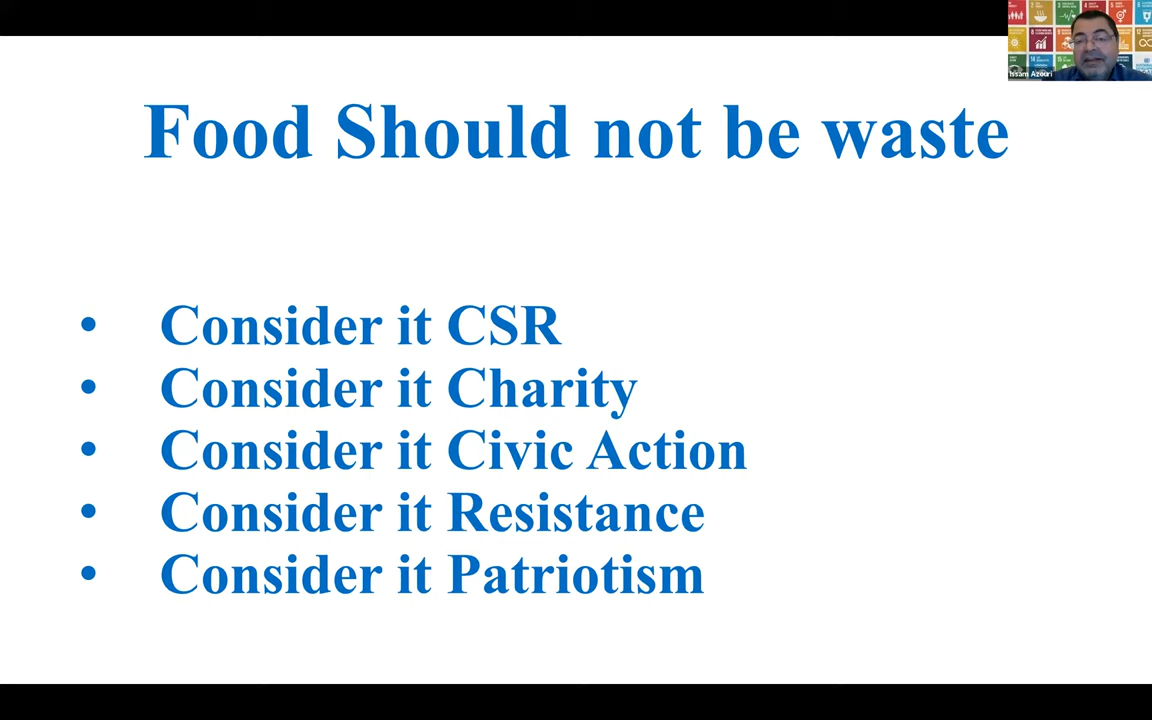 Food Should not be waste
Issam Azouri
• Consider it CSR
• Consider it Charity
• Consider it Civic Action
• Consider it Resistance
• Consider it Patriotism